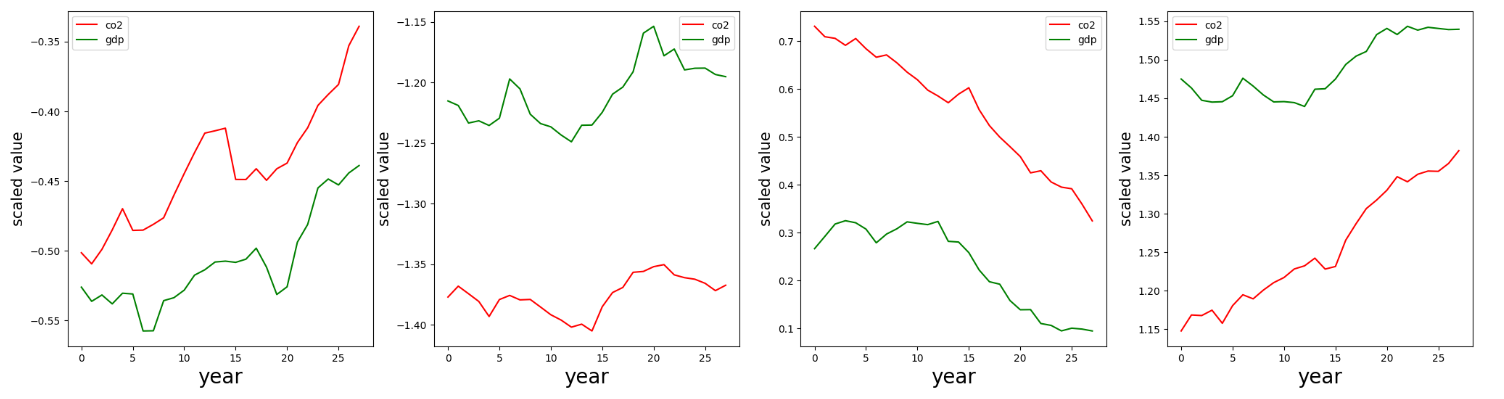 co2
gdp
−0.35
−0.40
−0.45
−0.50
−0.55
scaled value
0 5 10 15 20 25
year
co2
gdp
−1.15
−1.20
−1.25
−1.30
−1.35
−1.40
scaled value
0 5 10 15 20 25
year
co2
gdp
0.7
0.6
0.5
0.4
0.3
0.2
0.1
scaled value
0 5 10 15 20 25
year
co2
gdp
1.55
1.50
1.45
1.40
1.35
1.30
1.25
1.20
1.15
scaled value
0 5 10 15 20 25
year